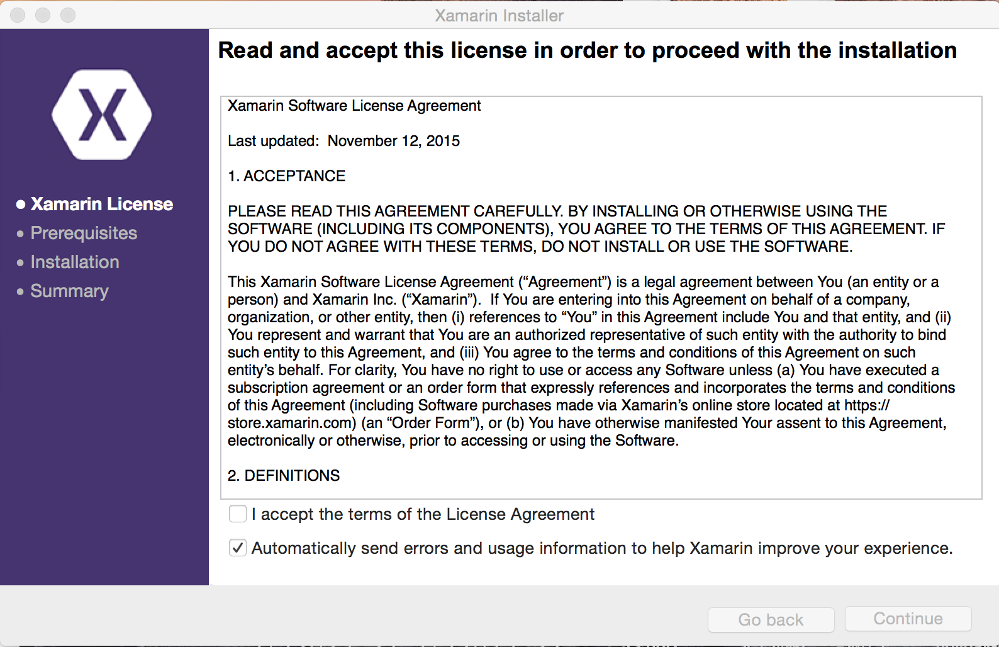 Xamarin Installer
Read and accept this license in order to proceed with the installation
X
• Xamarin License
• Prerequisites
• Installation
• Summary
Xamarin Software License Agreement
Last updated:  November 12, 2015
1. ACCEPTANCE
PLEASE READ THIS AGREEMENT CAREFULLY. BY INSTALLING OR OTHERWISE USING THE
SOFTWARE (INCLUDING ITS COMPONENTS), YOU AGREE TO THE TERMS OF THIS AGREEMENT. IF
YOU DO NOT AGREE WITH THESE TERMS, DO NOT INSTALL OR USE THE SOFTWARE.
This Xamarin Software License Agreement (“Agreement”) is a legal agreement between You (an entity or a
person) and Xamarin Inc. (“Xamarin”).  If You are entering into this Agreement on behalf of a company,
organization, or other entity, then (i) references to “You” in this Agreement include You and that entity, and (ii)
You represent and warrant that You are an authorized representative of such entity with the authority to bind
such entity to this Agreement, and (iii) You agree to the terms and conditions of this Agreement on such
entity’s behalf. For clarity, You have no right to use or access any Software unless (a) You have executed a
subscription agreement or an order form that expressly references and incorporates the terms and conditions
of this Agreement (including Software purchases made via Xamarin’s online store located at https://
store.xamarin.com) (an “Order Form”), or (b) You have otherwise manifested Your assent to this Agreement,
electronically or otherwise, prior to accessing or using the Software.
2. DEFINITIONS
I accept the terms of the License Agreement
Automatically send errors and usage information to help Xamarin improve your experience.
Go back
Continue